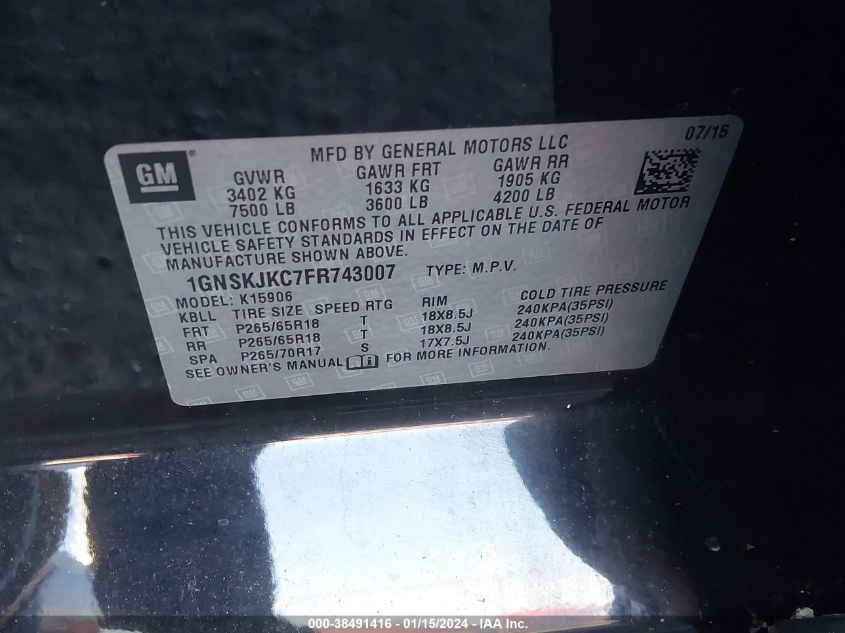 MFD BY GENERAL MOTORS LLC 07/15
GM ®
GVWR GAWR FRT GAWR RR
3402 KG 1633 KG 1905 KG
7500 LB 3600 LB 4200 LB
THIS VEHICLE CONFORMS TO ALL APPLICABLE U.S. FEDERAL MOTOR
VEHICLE SAFETY STANDARDS IN EFFECT ON THE DATE OF
MANUFACTURE SHOWN ABOVE.
1GNSKJKC7FR743007 TYPE: M.P.V.
MODEL: K15906
KBLL TIRE SIZE SPEED RTG RIM COLD TIRE PRESSURE
FRT P265/65R18 T 18X8.5J 240KPA(35PSI)
RR P265/65R18 T 18X8.5J 240KPA(35PSI)
SPA P265/70R17 S 17X7.5J 240KPA(35PSI)
SEE OWNER'S MANUAL FOR MORE INFORMATION.
000-38491416 - 01/15/2024 - IAA Inc.